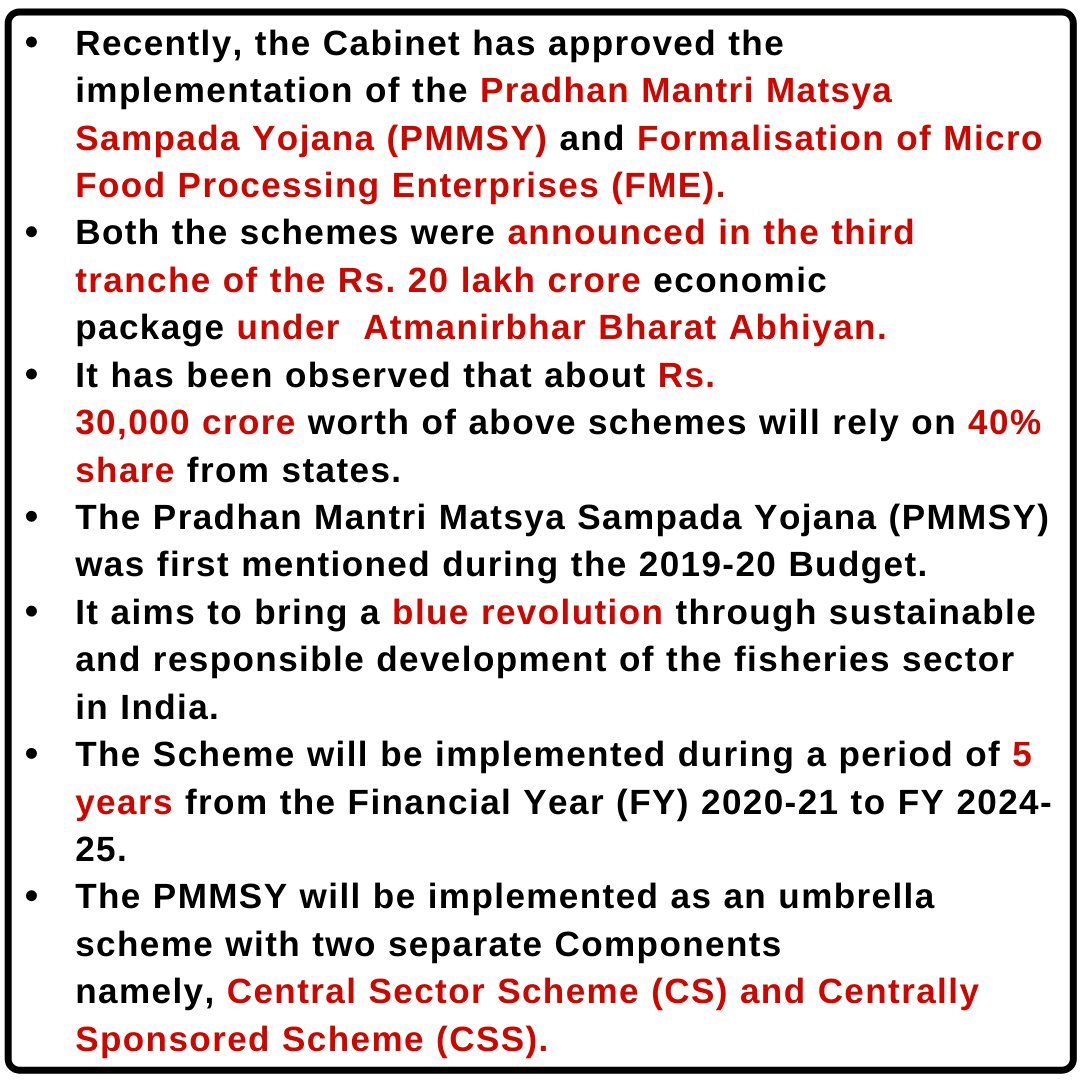 • Recently, the Cabinet has approved the
implementation of the Pradhan Mantri Matsya
Sampada Yojana (PMMSY) and Formalisation of Micro
Food Processing Enterprises (FME).
• Both the schemes were announced in the third
tranche of the Rs. 20 lakh crore economic
package under  Atmanirbhar Bharat Abhiyan.
• It has been observed that about Rs.
30,000 crore worth of above schemes will rely on 40%
share from states.
• The Pradhan Mantri Matsya Sampada Yojana (PMMSY)
was first mentioned during the 2019-20 Budget.
• It aims to bring a blue revolution through sustainable
and responsible development of the fisheries sector
in India.
• The Scheme will be implemented during a period of 5
years from the Financial Year (FY) 2020-21 to FY 2024-
25.
• The PMMSY will be implemented as an umbrella
scheme with two separate Components
namely, Central Sector Scheme (CS) and Centrally
Sponsored Scheme (CSS).